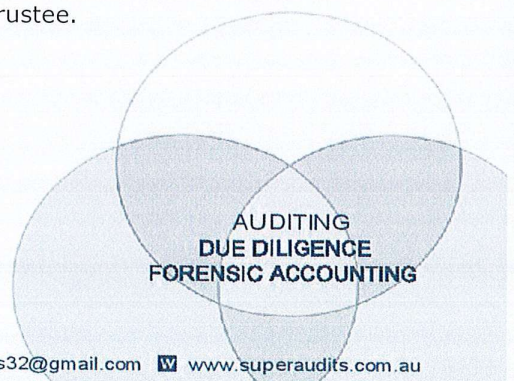 rustee.
AUDITING
DUE DILIGENCE
FORENSIC ACCOUNTING
s32@gmail.com W www.superaudits.com.au